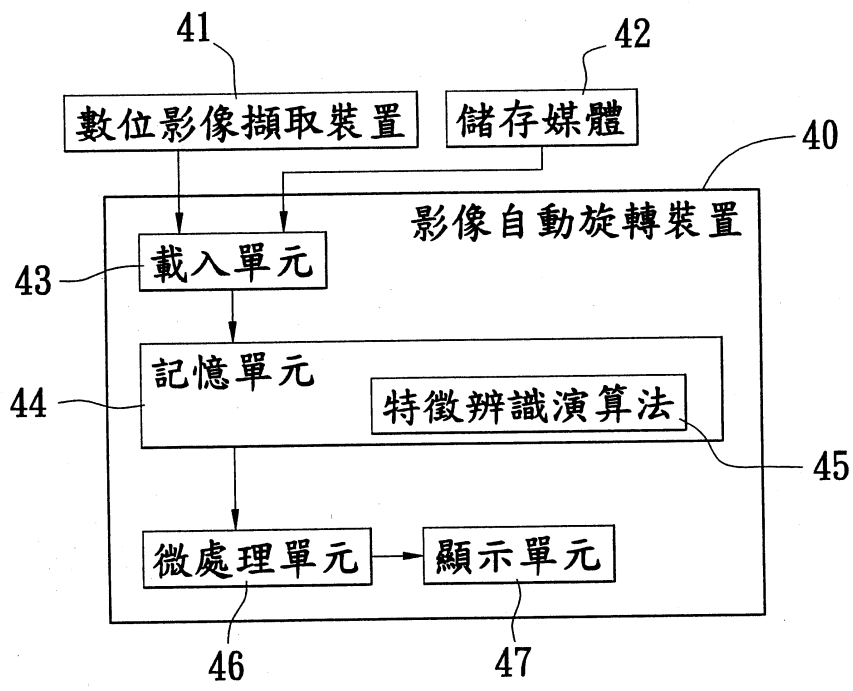 41
42
數位影像擷取裝置
儲存媒體
40
影像自動旋轉裝置
載入單元
43
記憶單元
44
特徵辨識演算法
45
微處理單元
顯示單元
46
47